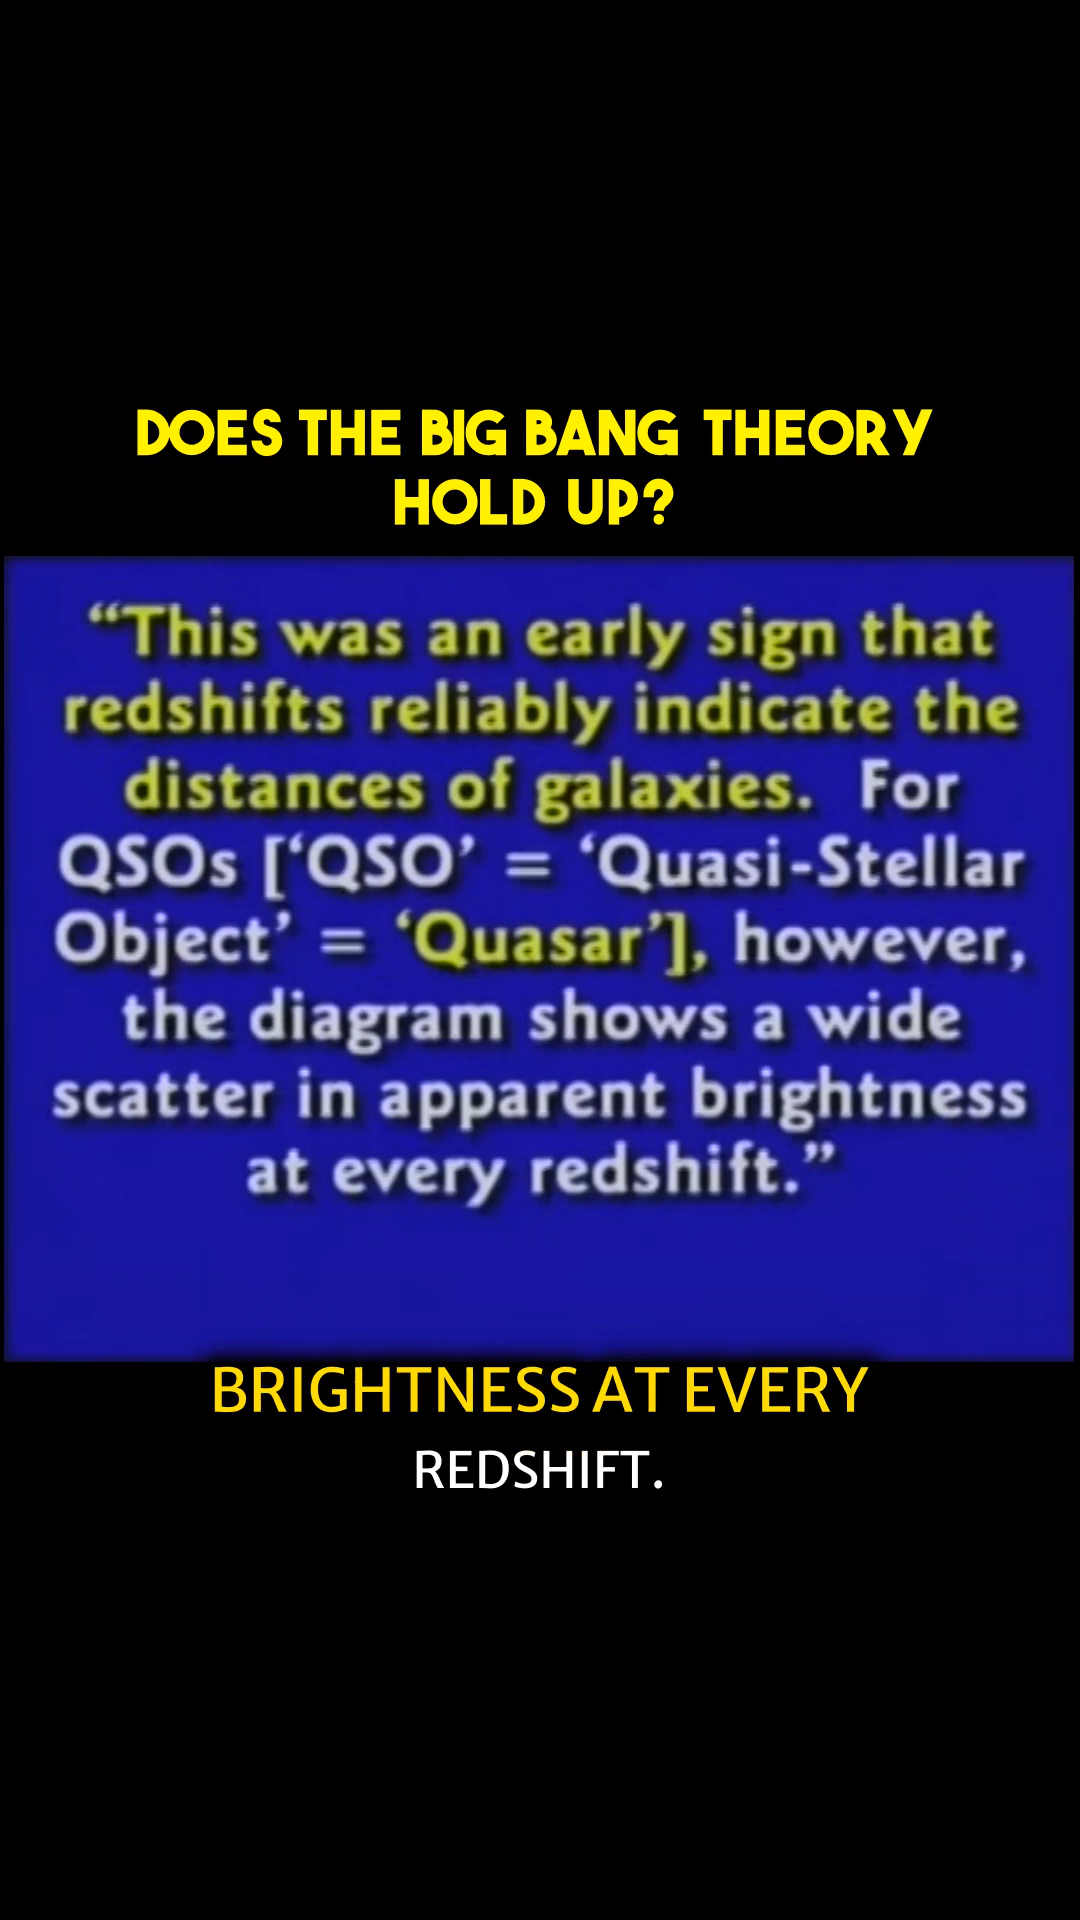 DOES THE BIG BANG THEORY
HOLD UP?
“This was an early sign that
redshifts reliably indicate the
distances of galaxies. For
QSOs [‘QSO’ = ‘Quasi-Stellar
Object’ = ‘Quasar’], however,
the diagram shows a wide
scatter in apparent brightness
at every redshift.”
BRIGHTNESS AT EVERY
REDSHIFT.